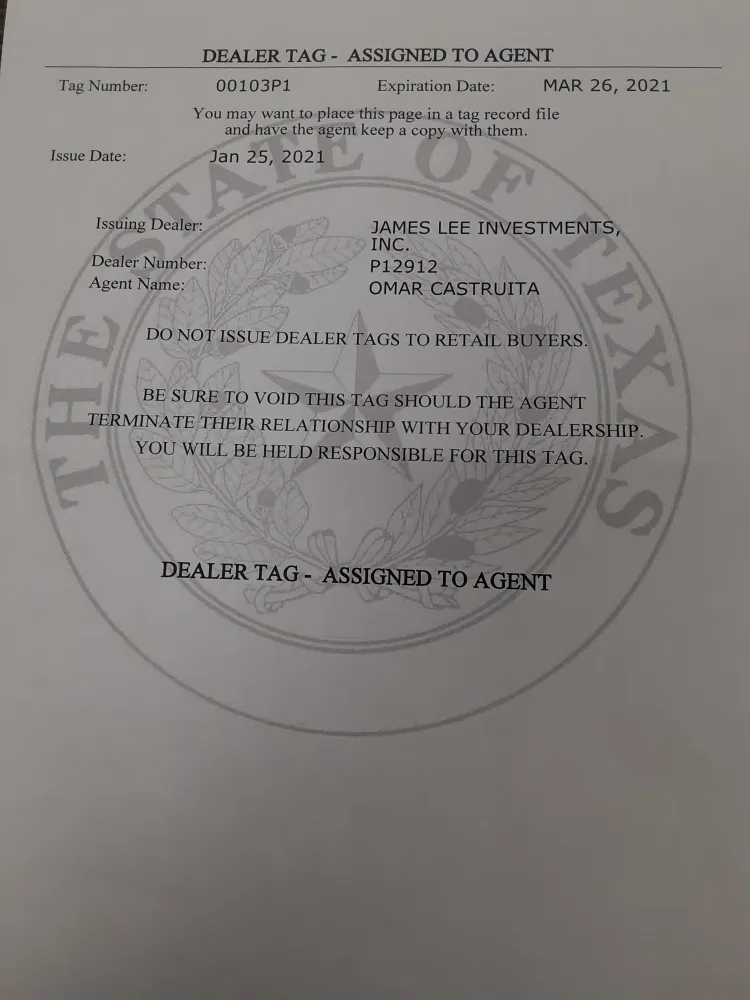 DEALER TAG - ASSIGNED TO AGENT
Tag Number: 00103P1 Expiration Date: MAR 26, 2021
You may want to place this page in a tag record file
and have the agent keep a copy with them.
Issue Date: Jan 25, 2021
THE STATE OF TEXAS
Issuing Dealer: JAMES LEE INVESTMENTS,
INC.
Dealer Number: P12912
Agent Name: OMAR CASTRUITA
DO NOT ISSUE DEALER TAGS TO RETAIL BUYERS.
BE SURE TO VOID THIS TAG SHOULD THE AGENT
TERMINATE THEIR RELATIONSHIP WITH YOUR DEALERSHIP.
YOU WILL BE HELD RESPONSIBLE FOR THIS TAG.
DEALER TAG - ASSIGNED TO AGENT